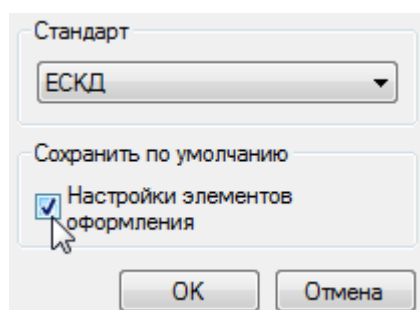 Стандарт
ЕСКД
Сохранить по умолчанию
Настройки элементов
оформления
OK
Отмена